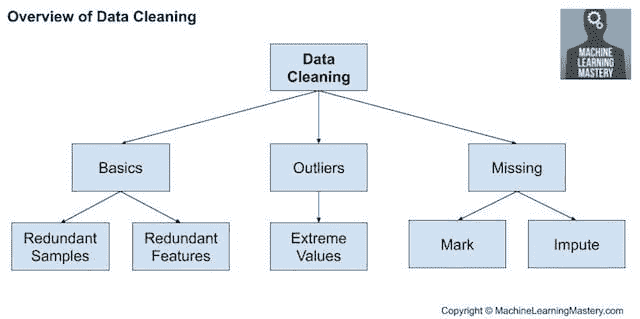 Overview of Data Cleaning
MACHINE
LEARNING
MASTERY
Data
Cleaning
Basics
Outliers
Missing
Redundant
Samples
Redundant
Features
Extreme
Values
Mark
Impute
Copyright © MachineLearningMastery.com